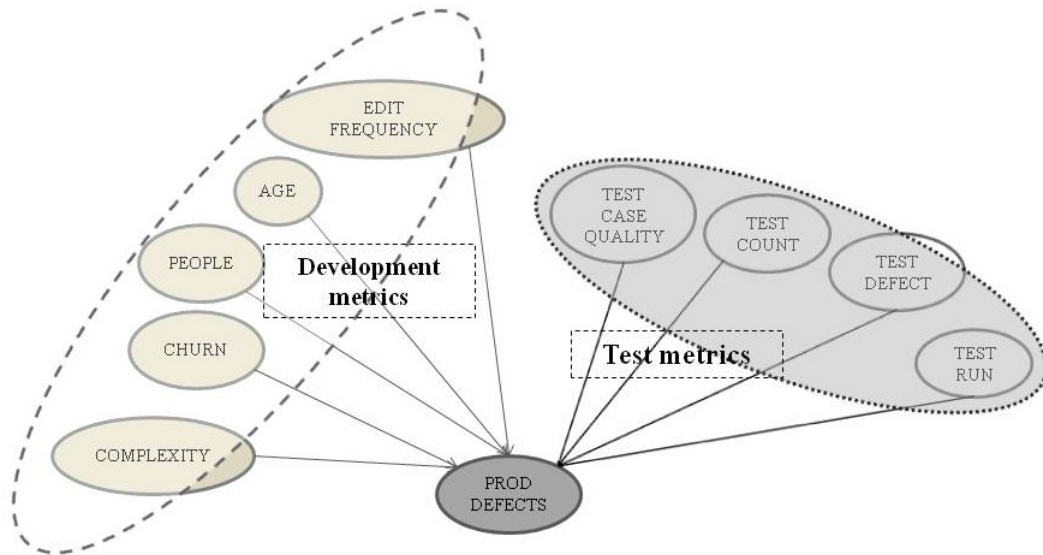 EDIT
FREQUENCY
AGE
PEOPLE
Development
metrics
CHURN
COMPLEXITY
TEST
CASE
QUALITY
TEST
COUNT
TEST
DEFECT
Test metrics
TEST
RUN
PROD
DEFECTS